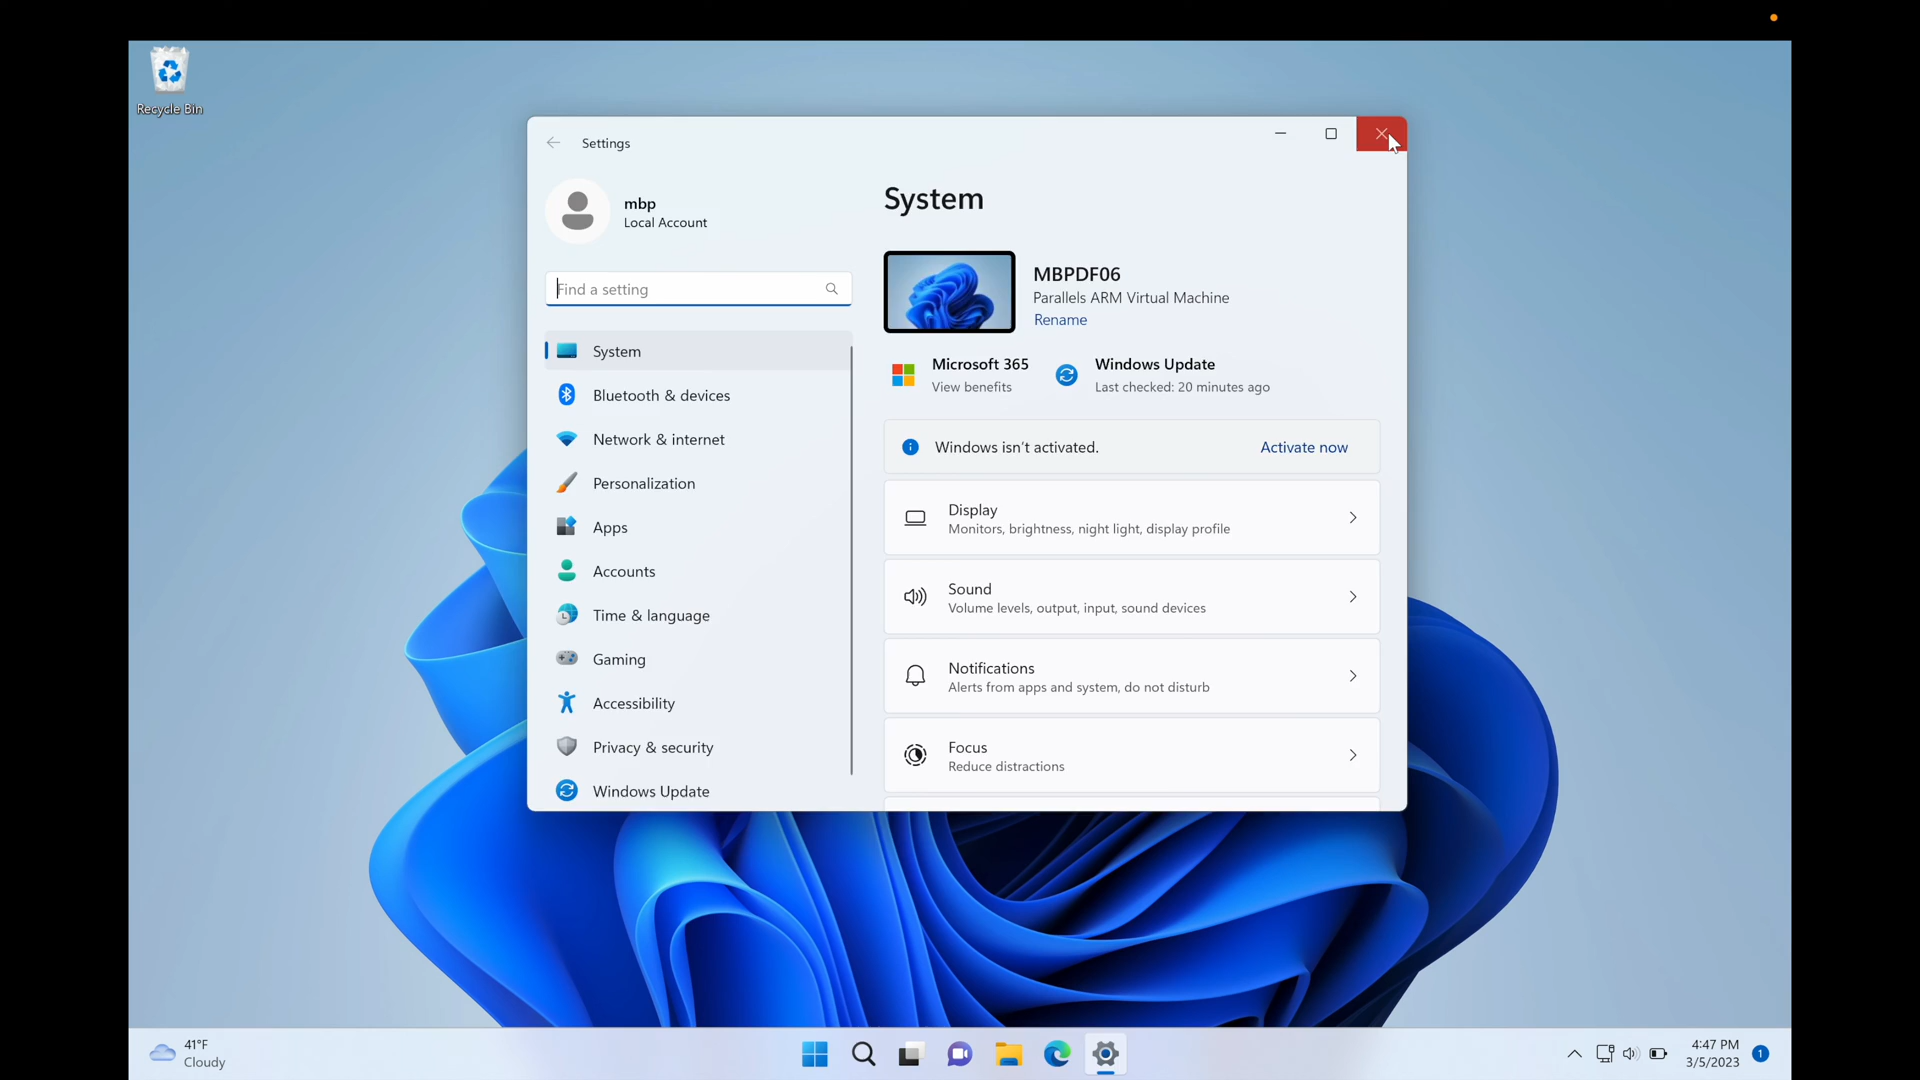 Recycle Bin
Settings
mbp
Local Account
Find a setting
System
Bluetooth & devices
Network & internet
Personalization
Apps
Accounts
Time & language
Gaming
Accessibility
Privacy & security
Windows Update
System
MBPDF06
Parallels ARM Virtual Machine
Rename
Microsoft 365
View benefits
Windows Update
Last checked: 20 minutes ago
Windows isn't activated.
Activate now
Display
Monitors, brightness, night light, display profile
Sound
Volume levels, output, input, sound devices
Notifications
Alerts from apps and system, do not disturb
Focus
Reduce distractions
41°F
Cloudy
4:47 PM
3/5/2023
1